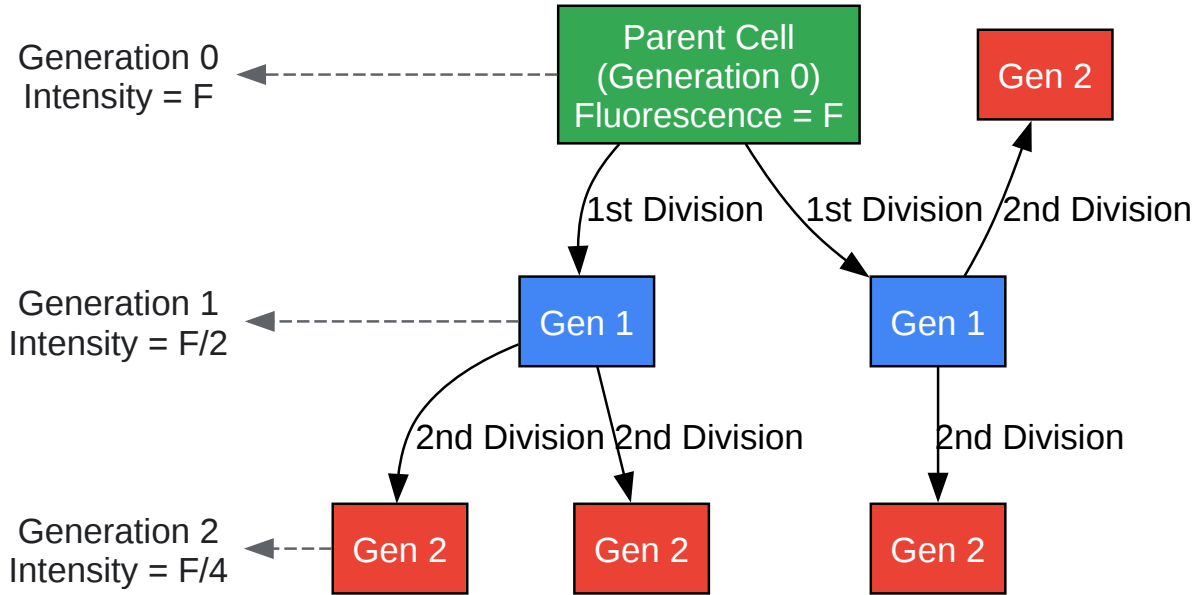 Generation 0
Intensity = F
Parent Cell
(Generation 0)
Fluorescence = F
Gen 2
1st Division
1st Division
2nd Division
Generation 1
Intensity = F/2
Gen 1
Gen 1
2nd Division
2nd Division
2nd Division
Generation 2
Intensity = F/4
Gen 2
Gen 2
Gen 2